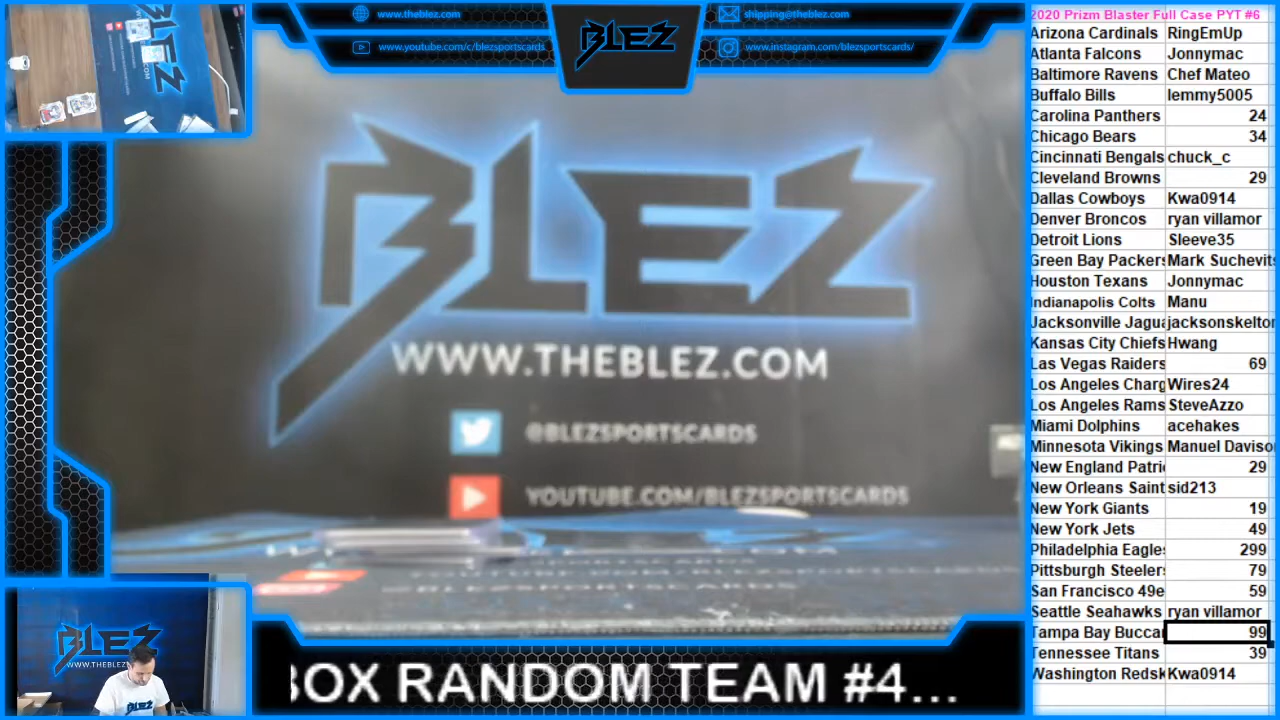 www.theblez.com
www.youtube.com/c/blezsportscards
BLEZ
shipping@theblez.com
www.instagram.com/blezsportscards/
BLEZ
WWW.THEBLEZ.COM
@BLEZSPORTSCARDS
YOUTUBE.COM/BLEZSPORTSCARDS
BLEZ
WWW.THEBLEZ
BLEZ
BOX RANDOM TEAM #4...
2020 Prizm Blaster Full Case PYT #6
Arizona Cardinals RingEmUp
Atlanta Falcons Jonnymac
Baltimore Ravens Chef Mateo
Buffalo Bills lemmy5005
Carolina Panthers 24
Chicago Bears 34
Cincinnati Bengals chuck_c
Cleveland Browns 29
Dallas Cowboys Kwa0914
Denver Broncos ryan villamor
Detroit Lions Sleeve35
Green Bay Packers Mark Suchevits
Houston Texans Jonnymac
Indianapolis Colts Manu
Jacksonville Jagua jacksonskelton
Kansas City Chiefs Hwang
Las Vegas Raiders 69
Los Angeles Charg Wires24
Los Angeles Rams SteveAzzo
Miami Dolphins acehakes
Minnesota Vikings Manuel Daviso
New England Patri 29
New Orleans Saint sid213
New York Giants 19
New York Jets 49
Philadelphia Eagle 299
Pittsburgh Steeler 79
San Francisco 49e 59
Seattle Seahawks ryan villamor
Tampa Bay Bucca 99
Tennessee Titans 39
Washington Redsk Kwa0914